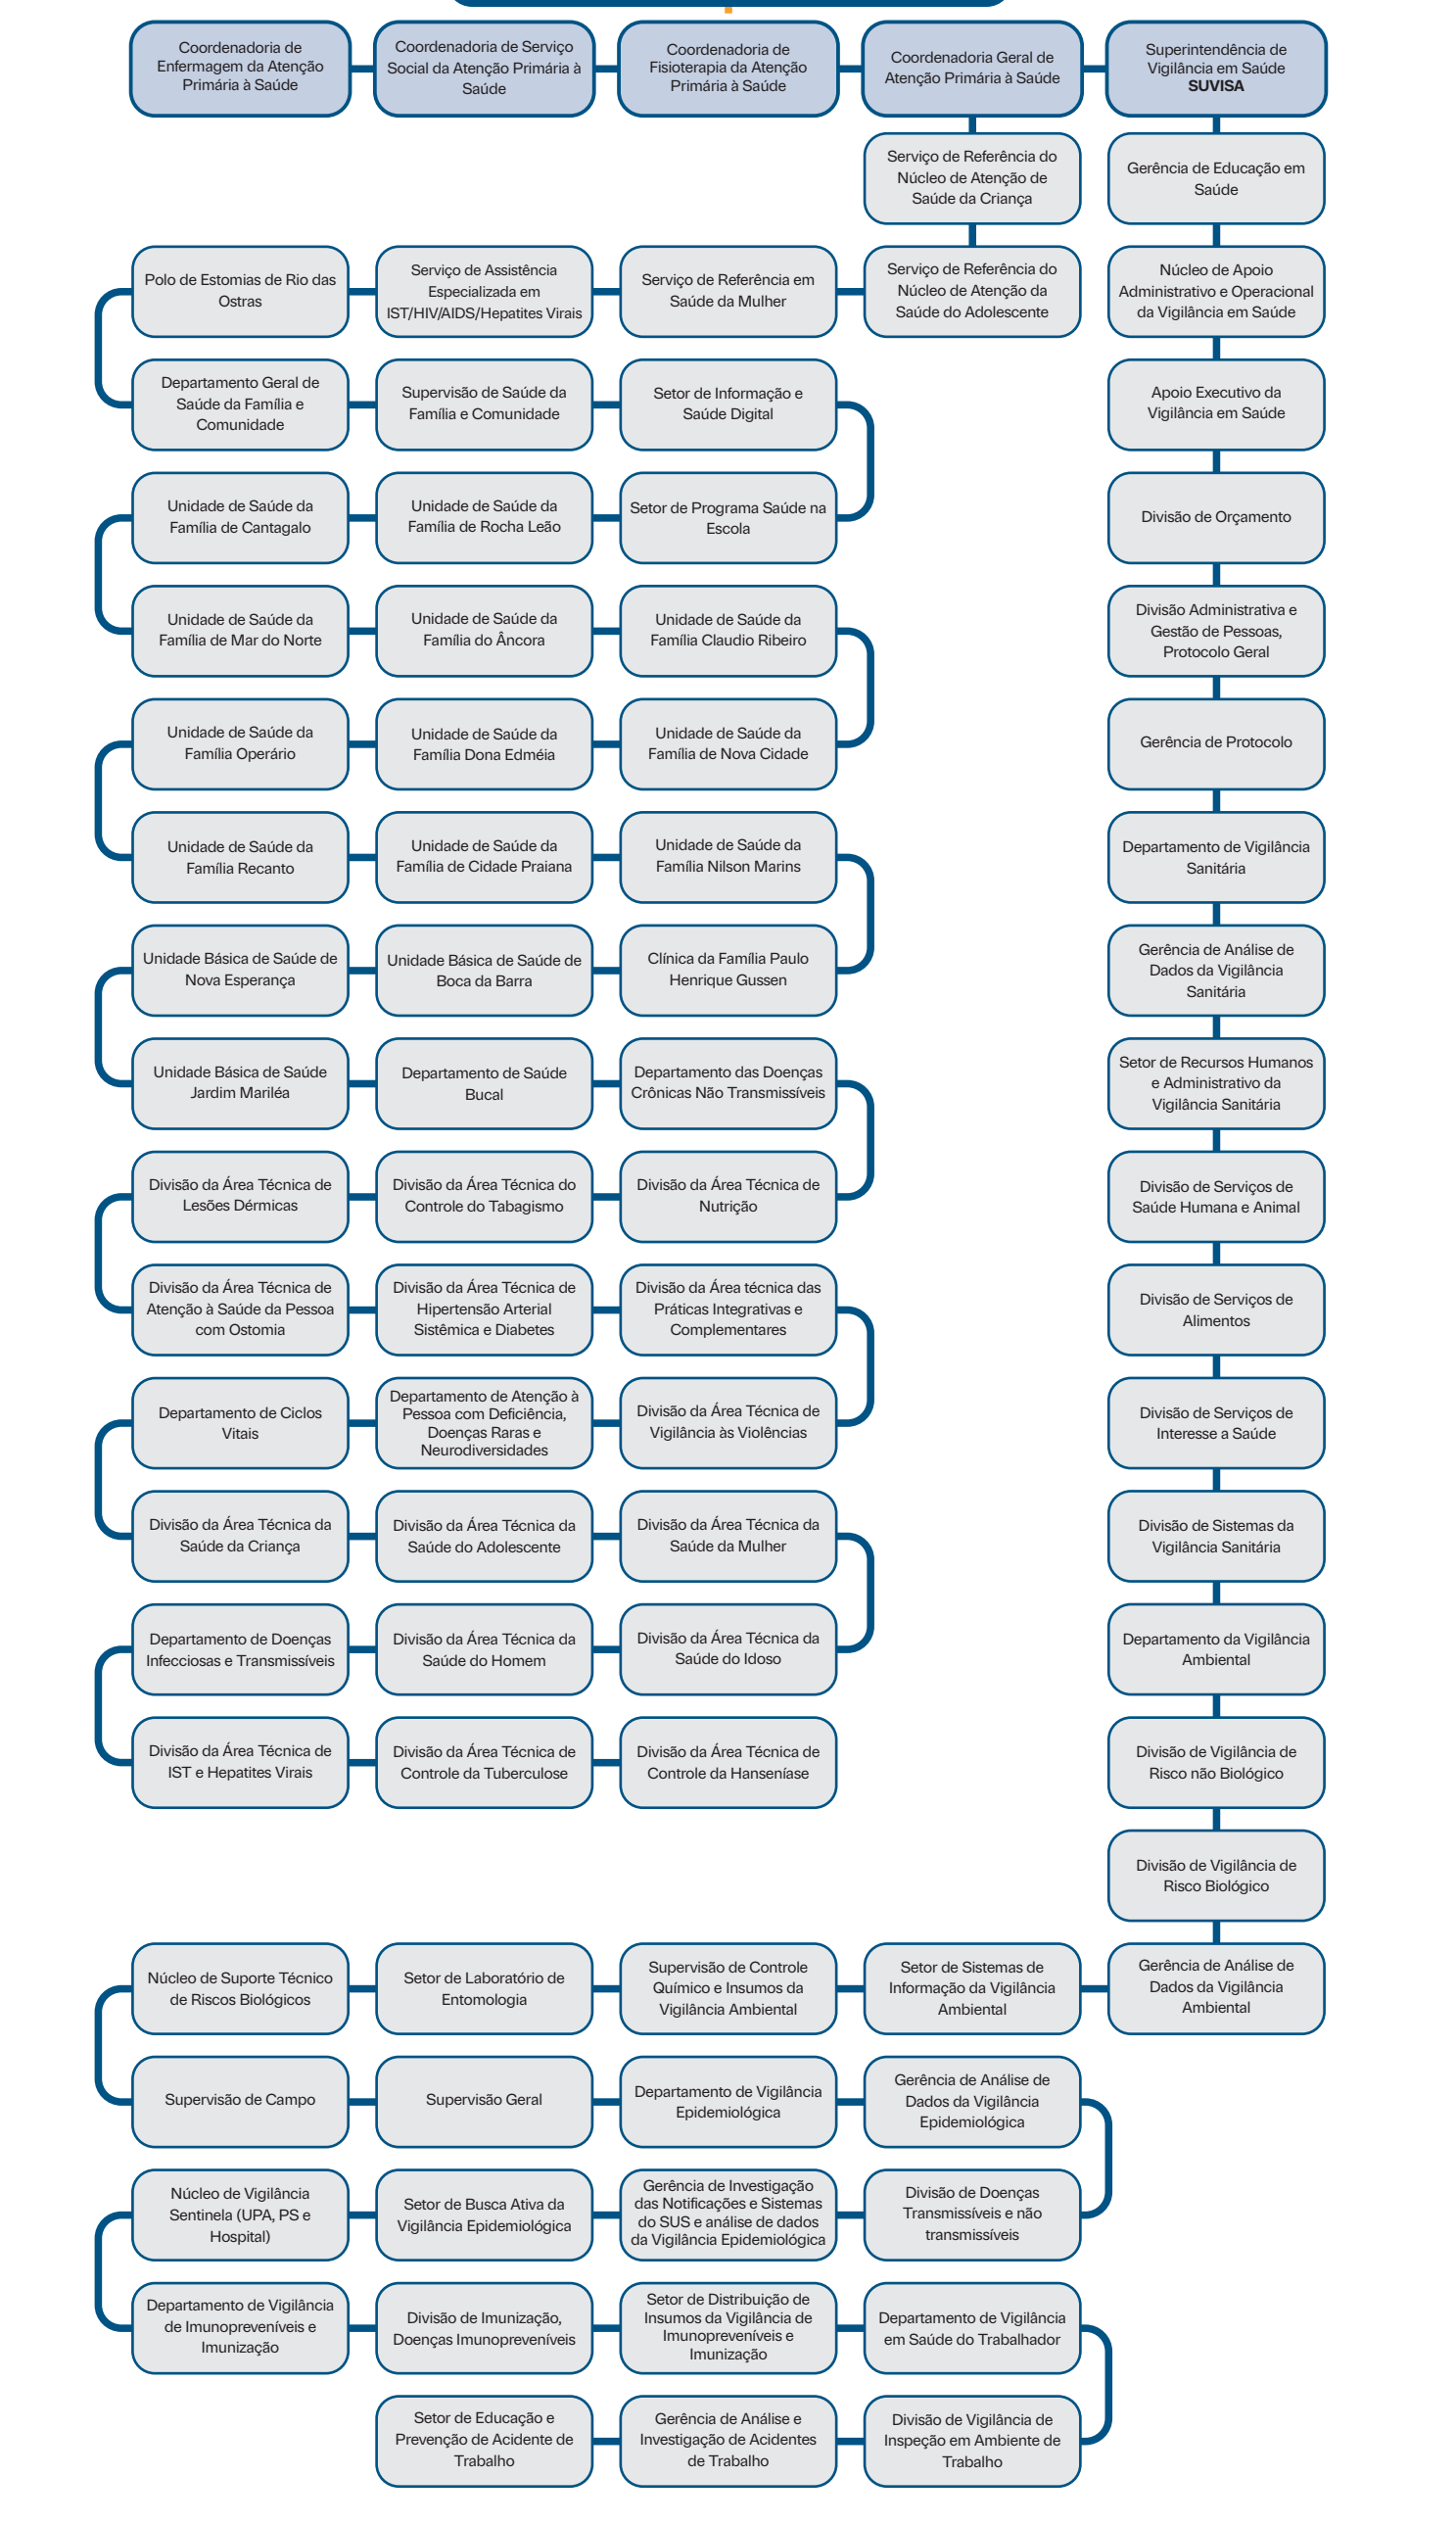 Coordenadoria de
Enfermagem da Atenção
Primária à Saúde
Coordenadoria de Serviço
Social da Atenção Primária à
Saúde
Coordenadoria de
Fisioterapia da Atenção
Primária à Saúde
Coordenadoria Geral de
Atenção Primária à Saúde
Superintendência de
Vigilância em Saúde
SUVISA
Serviço de Referência do
Núcleo de Atenção de
Saúde da Criança
Gerência de Educação em
Saúde
Polo de Estomias de Rio das
Ostras
Serviço de Assistência
Especializada em
IST/HIV/AIDS/Hepatites Virais
Serviço de Referência em
Saúde da Mulher
Serviço de Referência do
Núcleo de Atenção da
Saúde do Adolescente
Núcleo de Apoio
Administrativo e Operacional
da Vigilância em Saúde
Departamento Geral de
Saúde da Família e
Comunidade
Supervisão de Saúde da
Família e Comunidade
Setor de Informação e
Saúde Digital
Apoio Executivo da
Vigilância em Saúde
Unidade de Saúde da
Família de Cantagalo
Unidade de Saúde da
Família de Rocha Leão
Setor de Programa Saúde na
Escola
Divisão de Orçamento
Unidade de Saúde da
Família de Mar do Norte
Unidade de Saúde da
Família do Âncora
Unidade de Saúde da
Família Claudio Ribeiro
Divisão Administrativa e
Gestão de Pessoas,
Protocolo Geral
Unidade de Saúde da
Família Operário
Unidade de Saúde da
Família Dona Edméia
Unidade de Saúde da
Família de Nova Cidade
Gerência de Protocolo
Unidade de Saúde da
Família Recanto
Unidade de Saúde da
Família de Cidade Praiana
Unidade de Saúde da
Família Nilson Marins
Departamento de Vigilância
Sanitária
Unidade Básica de Saúde de
Nova Esperança
Unidade Básica de Saúde de
Boca da Barra
Clínica da Família Paulo
Henrique Gussen
Gerência de Análise de
Dados da Vigilância
Sanitária
Unidade Básica de Saúde
Jardim Mariléa
Departamento de Saúde
Bucal
Departamento das Doenças
Crônicas Não Transmissíveis
Setor de Recursos Humanos
e Administrativo da
Vigilância Sanitária
Divisão da Área Técnica de
Lesões Dérmicas
Divisão da Área Técnica do
Controle do Tabagismo
Divisão da Área Técnica de
Nutrição
Divisão de Serviços de
Saúde Humana e Animal
Divisão da Área Técnica de
Atenção à Saúde da Pessoa
com Ostomia
Divisão da Área Técnica de
Hipertensão Arterial
Sistêmica e Diabetes
Divisão da Área técnica das
Práticas Integrativas e
Complementares
Divisão de Serviços de
Alimentos
Departamento de Ciclos
Vitais
Departamento de Atenção à
Pessoa com Deficiência,
Doenças Raras e
Neurodiversidades
Divisão da Área Técnica de
Vigilância às Violências
Divisão de Serviços de
Interesse a Saúde
Divisão da Área Técnica da
Saúde da Criança
Divisão da Área Técnica da
Saúde do Adolescente
Divisão da Área Técnica da
Saúde da Mulher
Divisão de Sistemas da
Vigilância Sanitária
Departamento de Doenças
Infecciosas e Transmissíveis
Divisão da Área Técnica da
Saúde do Homem
Divisão da Área Técnica da
Saúde do Idoso
Departamento da Vigilância
Ambiental
Divisão da Área Técnica de
IST e Hepatites Virais
Divisão da Área Técnica de
Controle da Tuberculose
Divisão da Área Técnica de
Controle da Hanseníase
Divisão de Vigilância de
Risco não Biológico
Divisão de Vigilância de
Risco Biológico
Núcleo de Suporte Técnico
de Riscos Biológicos
Setor de Laboratório de
Entomologia
Supervisão de Controle
Químico e Insumos da
Vigilância Ambiental
Setor de Sistemas de
Informação da Vigilância
Ambiental
Gerência de Análise de
Dados da Vigilância
Ambiental
Supervisão de Campo
Supervisão Geral
Departamento de Vigilância
Epidemiológica
Gerência de Análise de
Dados da Vigilância
Epidemiológica
Núcleo de Vigilância
Sentinela (UPA, PS e
Hospital)
Setor de Busca Ativa da
Vigilância Epidemiológica
Gerência de Investigação
das Notificações e Sistemas
do SUS e análise de dados
da Vigilância Epidemiológica
Divisão de Doenças
Transmissíveis e não
transmissíveis
Departamento de Vigilância
de Imunopreveníveis e
Imunização
Divisão de Imunização,
Doenças Imunopreveníveis
Setor de Distribuição de
Insumos da Vigilância de
Imunopreveníveis e
Imunização
Departamento de Vigilância
em Saúde do Trabalhador
Setor de Educação e
Prevenção de Acidente de
Trabalho
Gerência de Análise e
Investigação de Acidentes
de Trabalho
Divisão de Vigilância de
Inspeção em Ambiente de
Trabalho